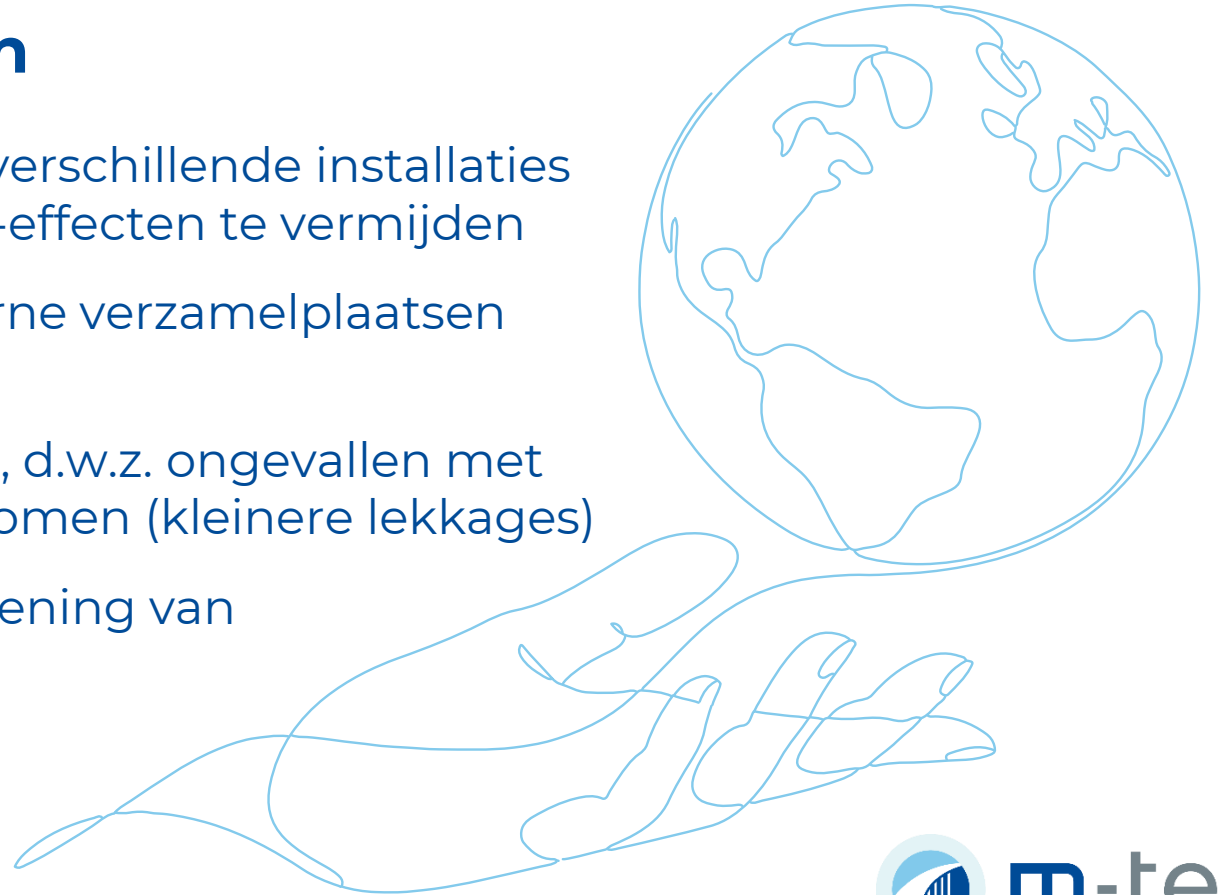 n
verschillende installaties
-effecten te vermijden
rne verzamelplaatsen
, d.w.z. ongevallen met
omen (kleinere lekkages)
ening van
m-te